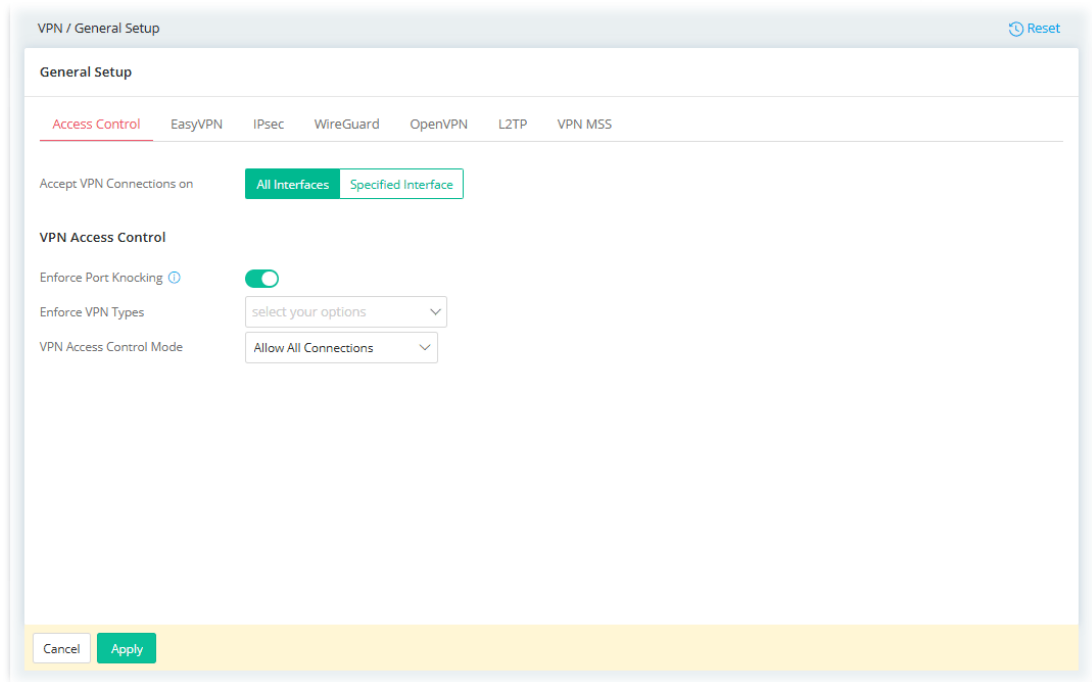 VPN / General Setup
Reset
General Setup
Access Control EasyVPN IPsec WireGuard OpenVPN L2TP VPN MSS
Accept VPN Connections on All Interfaces Specified Interface
VPN Access Control
Enforce Port Knocking
Enforce VPN Types select your options
VPN Access Control Mode Allow All Connections
Cancel Apply